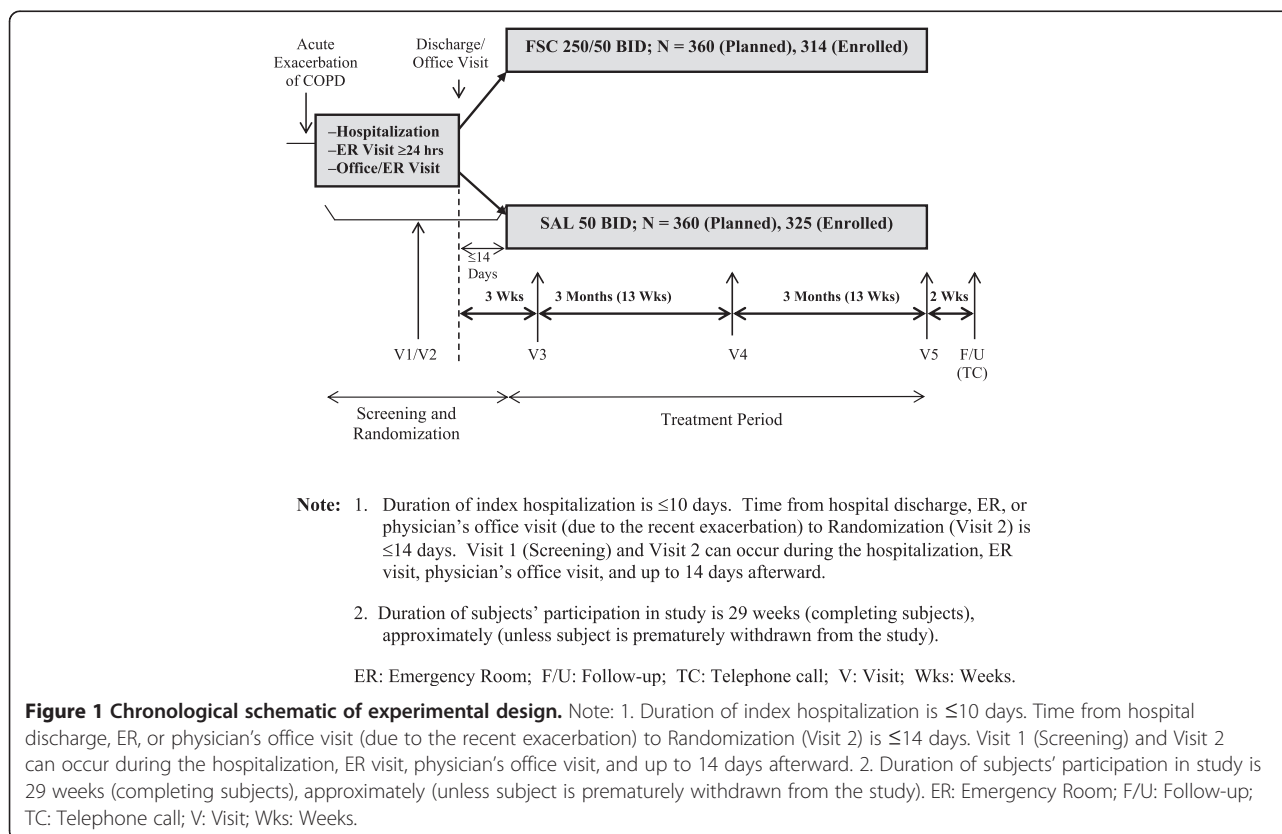 Acute
Exacerbation
of COPD
Discharge/
Office Visit
FSC 250/50 BID; N = 360 (Planned), 314 (Enrolled)
–Hospitalization
–ER Visit ≥24 hrs
–Office/ER Visit
SAL 50 BID; N = 360 (Planned), 325 (Enrolled)
≤14
Days
3 Wks
3 Months (13 Wks)
3 Months (13 Wks)
2 Wks
V1/V2
V3
V4
V5
F/U
(TC)
Screening and
Randomization
Treatment Period
Note: 1. Duration of index hospitalization is ≤10 days. Time from hospital discharge, ER, or
physician's office visit (due to the recent exacerbation) to Randomization (Visit 2) is
≤14 days. Visit 1 (Screening) and Visit 2 can occur during the hospitalization, ER
visit, physician's office visit, and up to 14 days afterward.
2. Duration of subjects' participation in study is 29 weeks (completing subjects),
approximately (unless subject is prematurely withdrawn from the study).
ER: Emergency Room; F/U: Follow-up; TC: Telephone call; V: Visit; Wks: Weeks.
Figure 1 Chronological schematic of experimental design. Note: 1. Duration of index hospitalization is ≤10 days. Time from hospital
discharge, ER, or physician's office visit (due to the recent exacerbation) to Randomization (Visit 2) is ≤14 days. Visit 1 (Screening) and Visit 2
can occur during the hospitalization, ER visit, physician's office visit, and up to 14 days afterward. 2. Duration of subjects' participation in study is
29 weeks (completing subjects), approximately (unless subject is prematurely withdrawn from the study). ER: Emergency Room; F/U: Follow-up;
TC: Telephone call; V: Visit; Wks: Weeks.